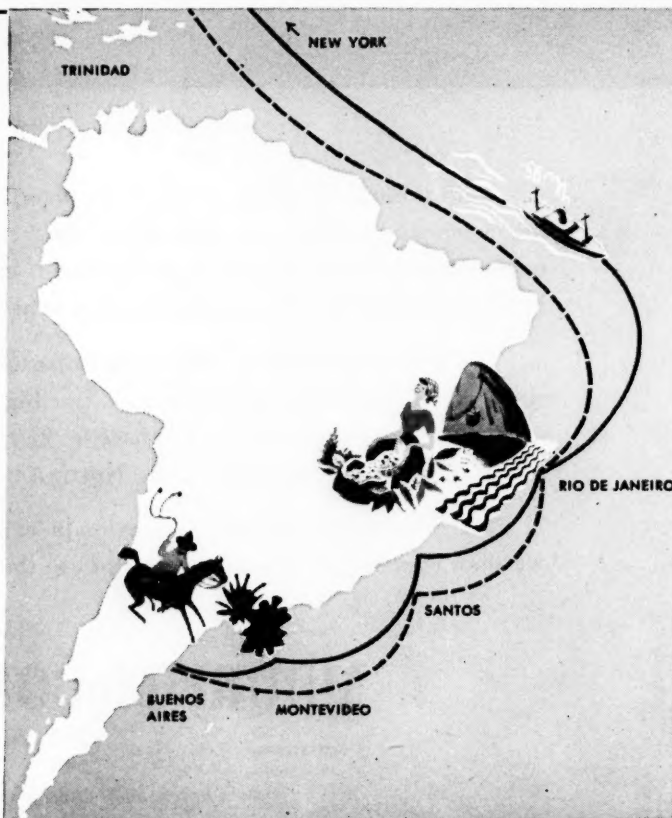 NEW YORK
TRINIDAD
RIO DE JANEIRO
SANTOS
BUENOS
AIRES
MONTEVIDEO